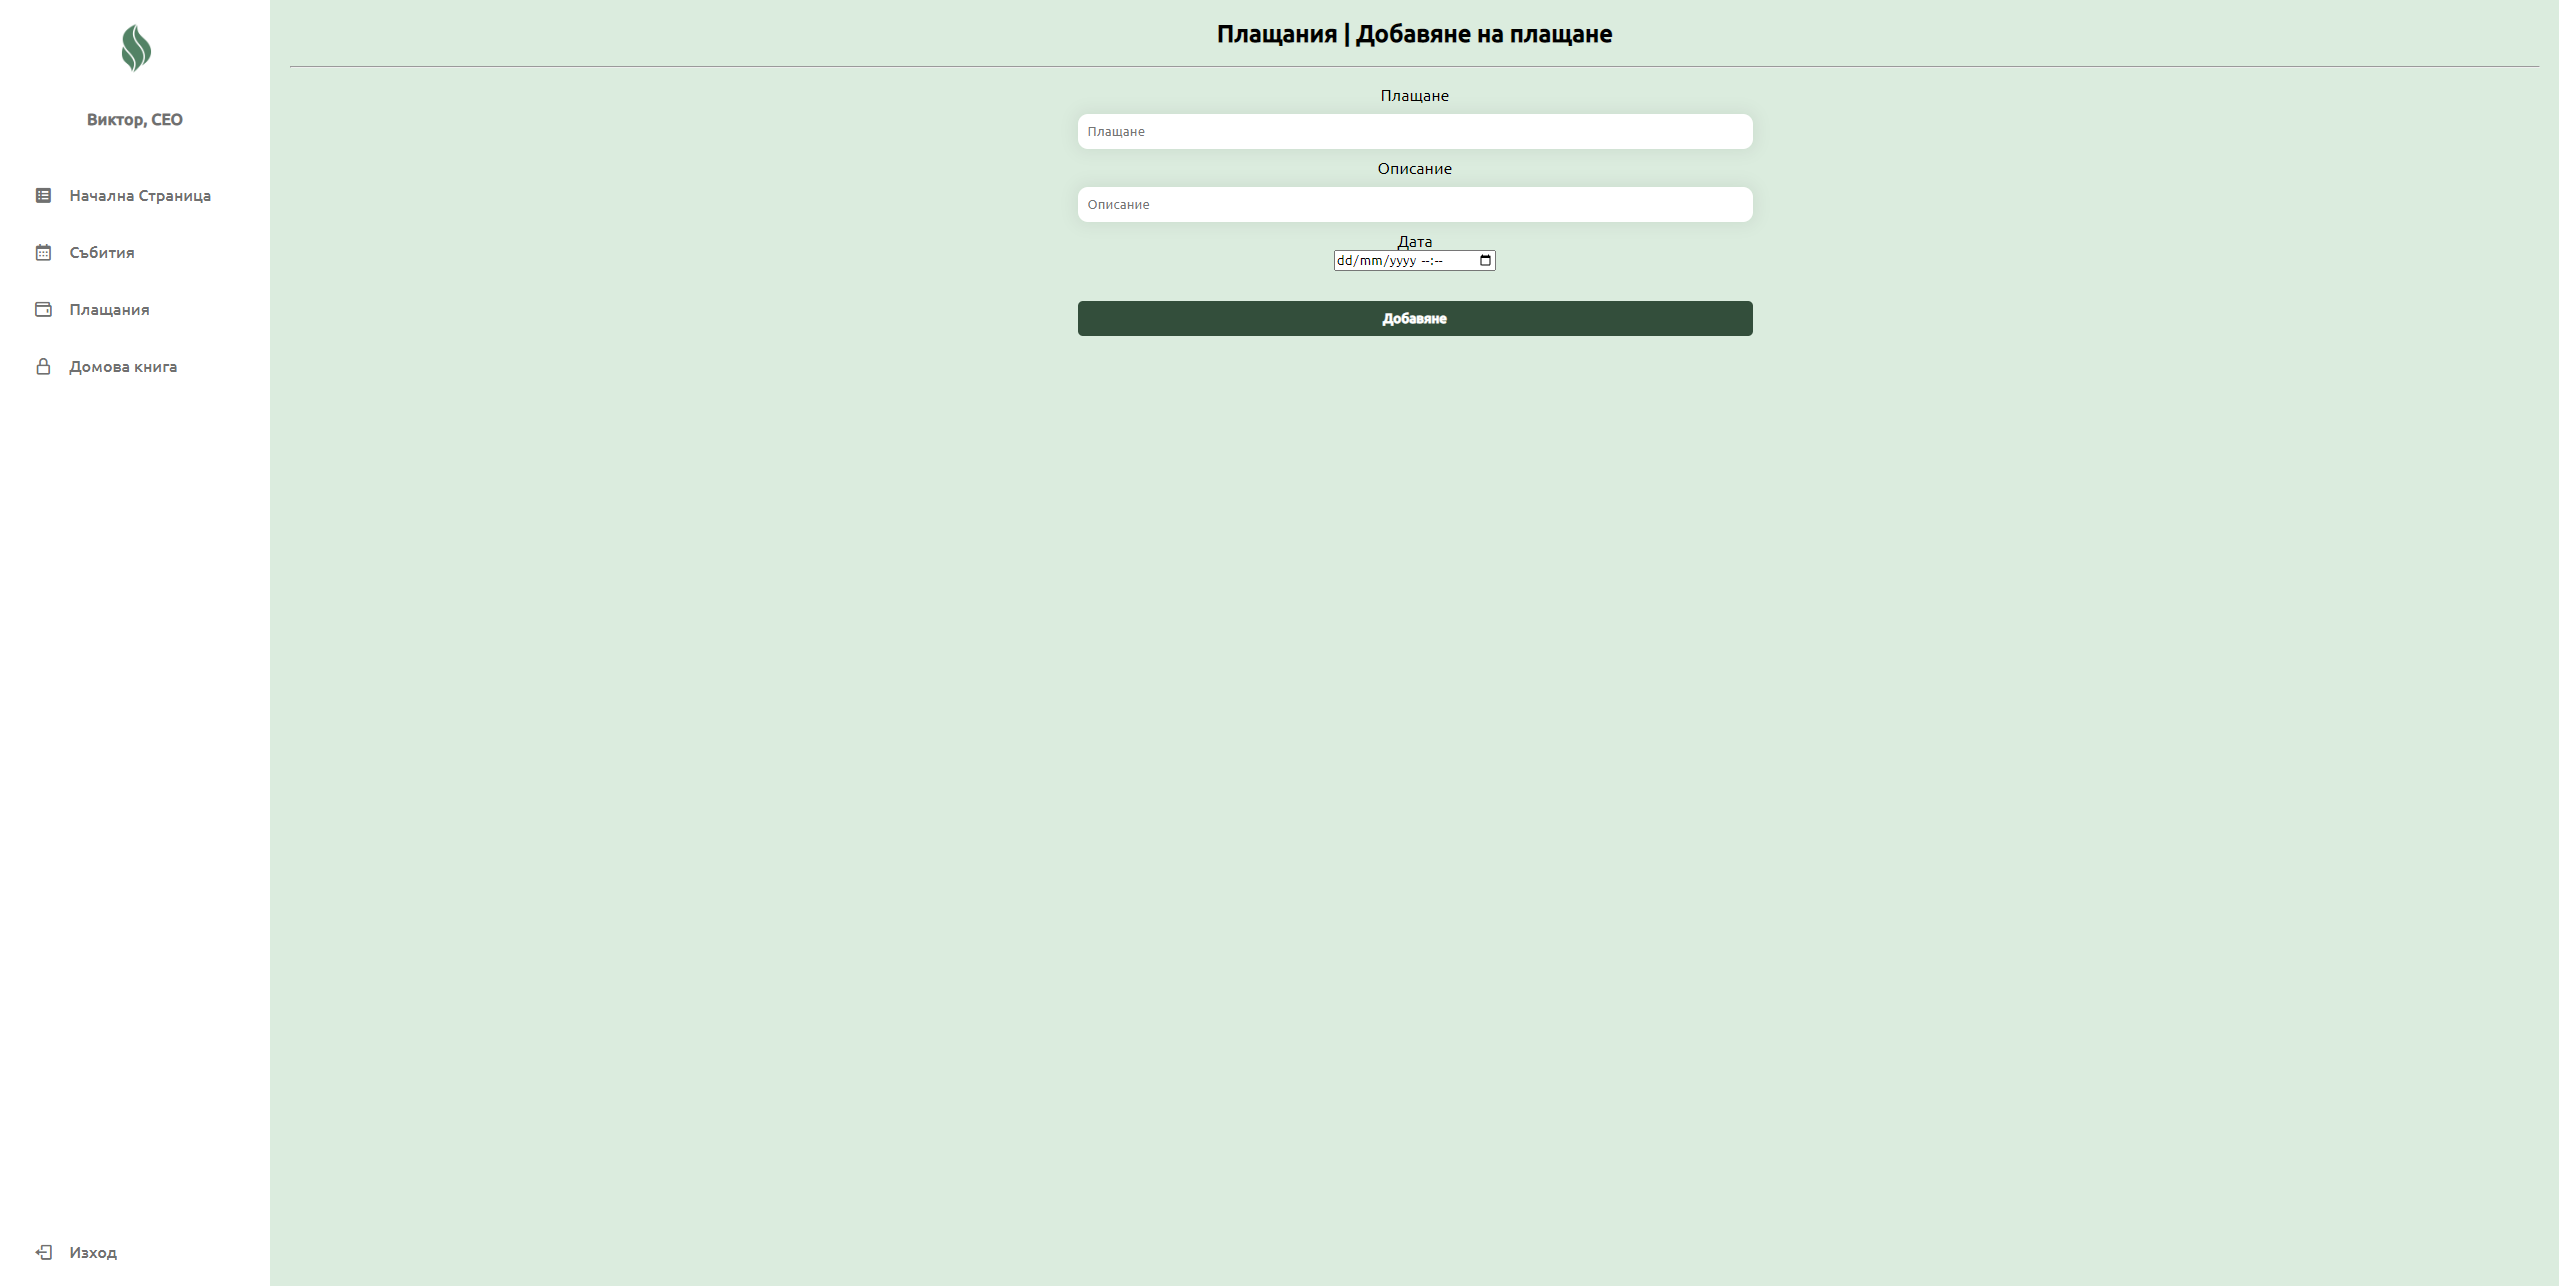 Виктор, CEO
Начална Страница
Събития
Плащания
Домова книга
Изход
Плащания | Добавяне на плащане
Плащане
Плащане
Описание
Описание
Дата
dd/mm/yyyy --:--
Добавяне